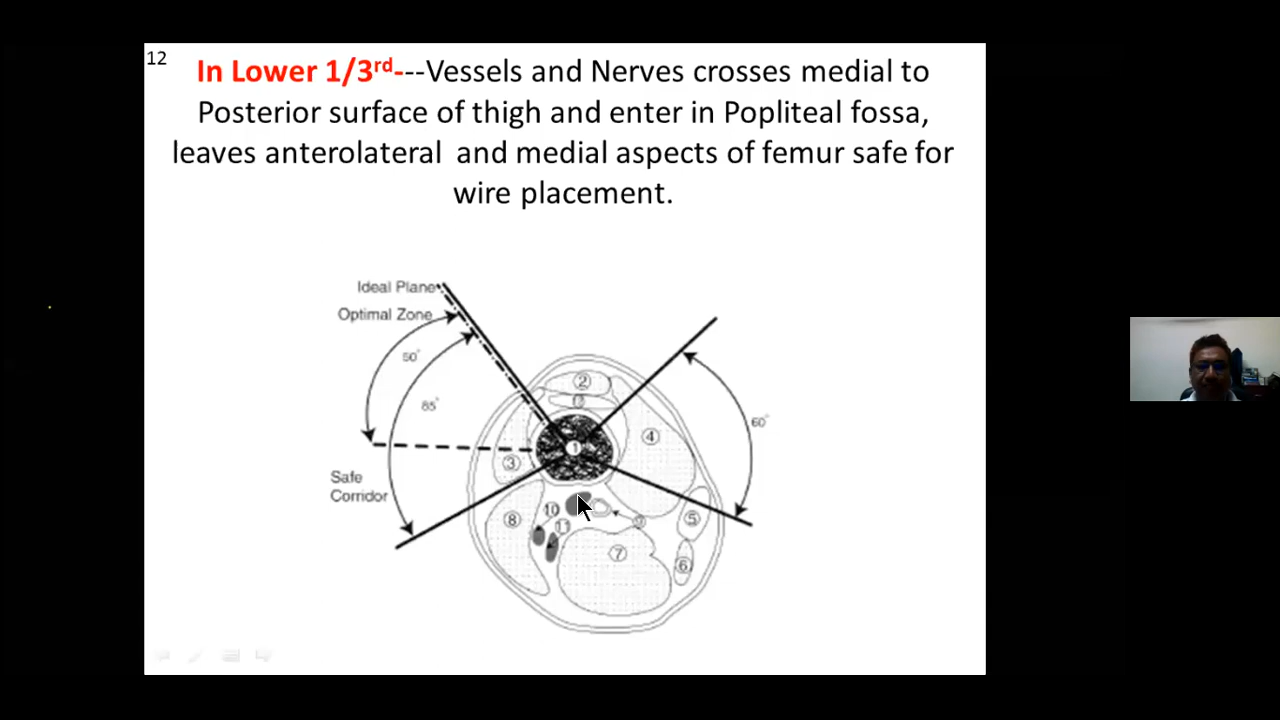 12
In Lower 1/3rd---Vessels and Nerves crosses medial to
Posterior surface of thigh and enter in Popliteal fossa,
leaves anterolateral and medial aspects of femur safe for
wire placement.
Ideal Plane
Optimal Zone
50°
85°
60°
Safe
Corridor
1
2
3
4
5
6
7
8
9
10
11